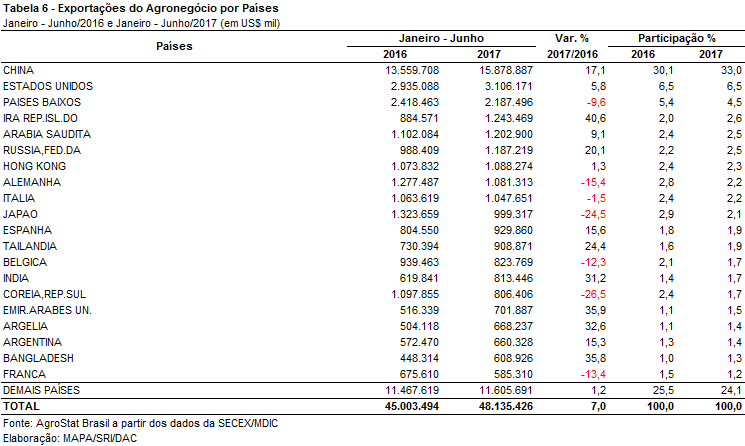 Tabela 6 - Exportações do Agronegócio por Países
Janeiro - Junho/2016 e Janeiro - Junho/2017 (em US$ mil)
Países Janeiro - Junho Var. % Participação %
2016 2017 2017/2016 2016 2017
CHINA 13.559.708 15.878.887 17,1 30,1 33,0
ESTADOS UNIDOS 2.935.088 3.106.171 5,8 6,5 6,5
PAISES BAIXOS 2.418.463 2.187.496 -9,6 5,4 4,5
IRA REP.ISL.DO 884.571 1.243.469 40,6 2,0 2,6
ARABIA SAUDITA 1.102.084 1.202.900 9,1 2,4 2,5
RUSSIA,FED.DA 988.409 1.187.219 20,1 2,2 2,5
HONG KONG 1.073.832 1.088.274 1,3 2,4 2,3
ALEMANHA 1.277.487 1.081.313 -15,4 2,8 2,2
ITALIA 1.063.619 1.047.651 -1,5 2,4 2,2
JAPAO 1.323.659 999.317 -24,5 2,9 2,1
ESPANHA 804.550 929.860 15,6 1,8 1,9
TAILANDIA 730.394 908.871 24,4 1,6 1,9
BELGICA 939.463 823.769 -12,3 2,1 1,7
INDIA 619.841 813.446 31,2 1,4 1,7
COREIA,REP.SUL 1.097.855 806.406 -26,5 2,4 1,7
EMIR.ARABES UN. 516.339 701.887 35,9 1,1 1,5
ARGELIA 504.118 668.237 32,6 1,1 1,4
ARGENTINA 572.470 660.328 15,3 1,3 1,4
BANGLADESH 448.314 608.926 35,8 1,0 1,3
FRANCA 675.610 585.310 -13,4 1,5 1,2
DEMAIS PAÍSES 11.467.619 11.605.691 1,2 25,5 24,1
TOTAL 45.003.494 48.135.426 7,0 100,0 100,0
Fonte: AgroStat Brasil a partir dos dados da SECEX/MDIC
Elaboração: MAPA/SRI/DAC